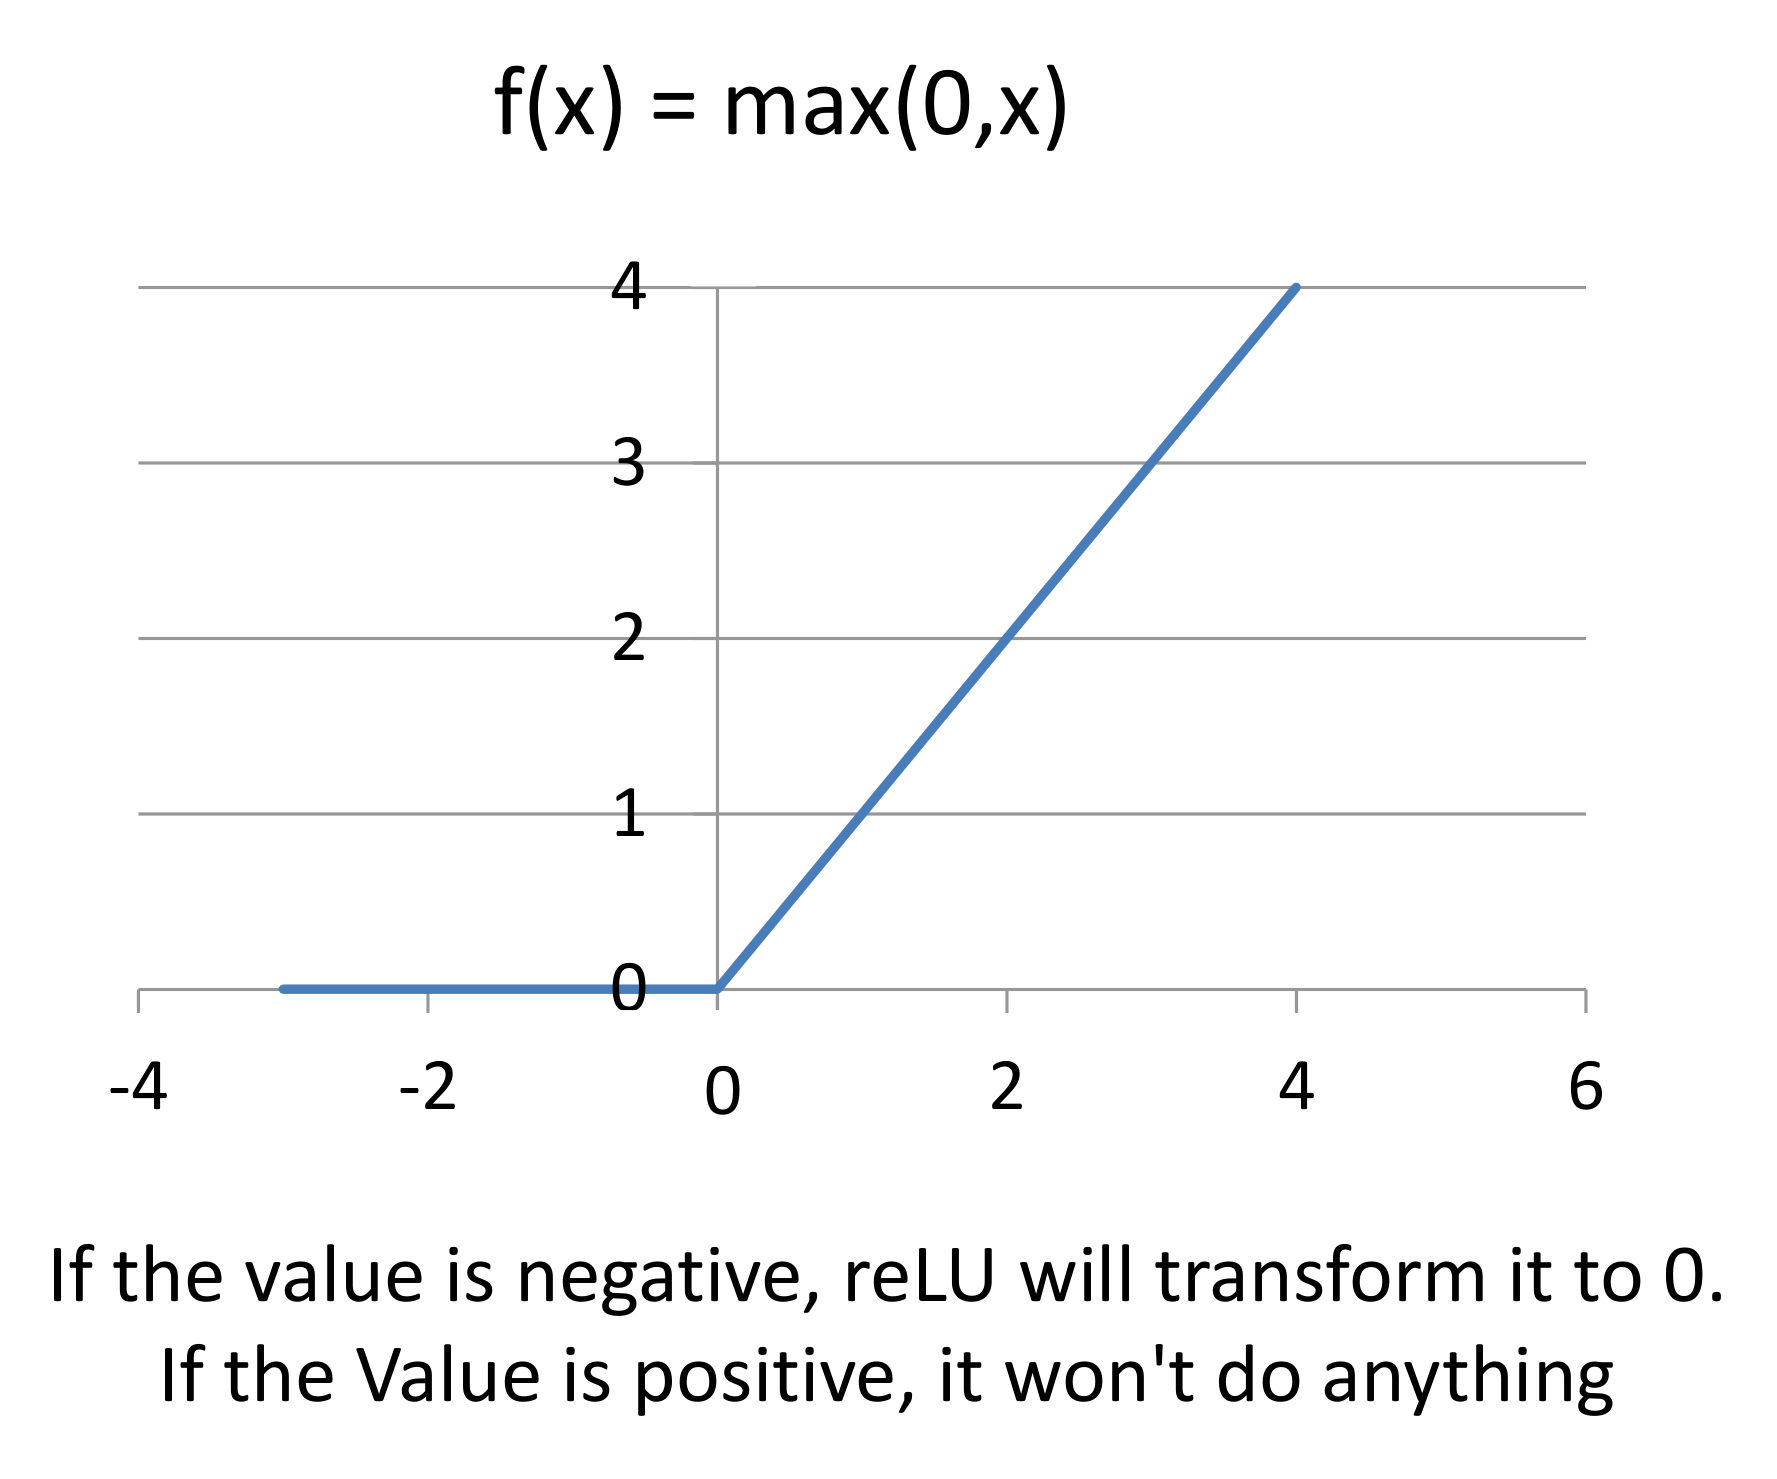 f(x) = max(0,x)
4
3
2
1
0
-4 -2 0 2 4 6
If the value is negative, reLU will transform it to 0.
If the Value is positive, it won't do anything